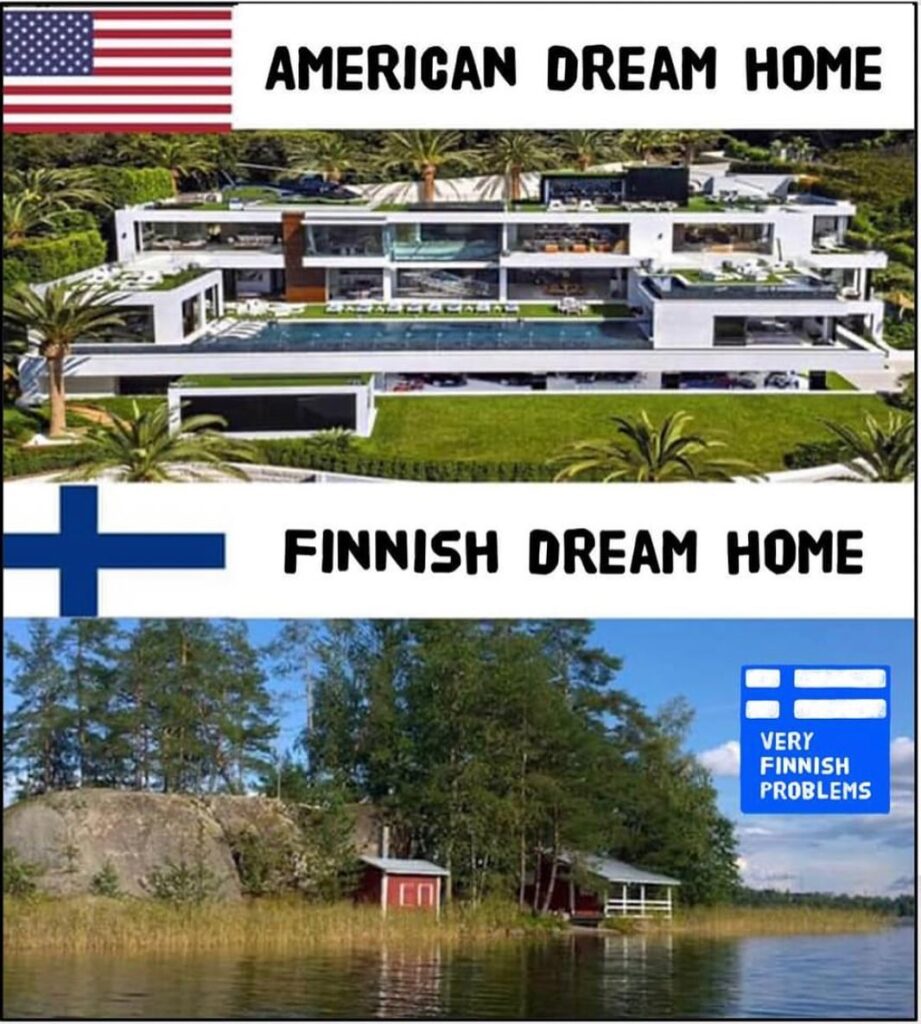 AMERICAN DREAM HOME
FINNISH DREAM HOME
VERY
FINNISH
PROBLEMS